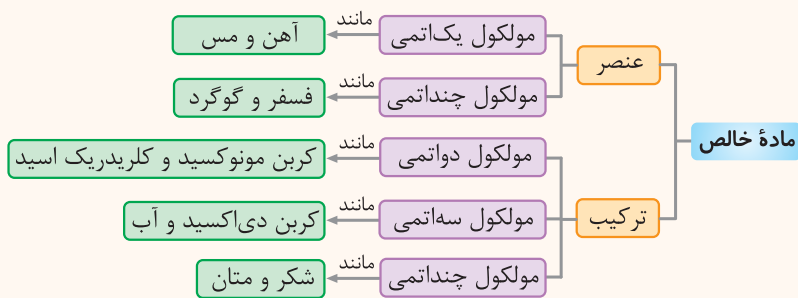 مادهٔ خالص
عنصر
مولکول یک‌اتمی
مانند
آهن و مس
مولکول چنداتمی
مانند
فسفر و گوگرد
ترکیب
مولکول دواتمی
مانند
کربن مونوکسید و کلریدریک اسید
مولکول سه‌اتمی
مانند
کربن دی‌اکسید و آب
مولکول چنداتمی
مانند
شکر و متان